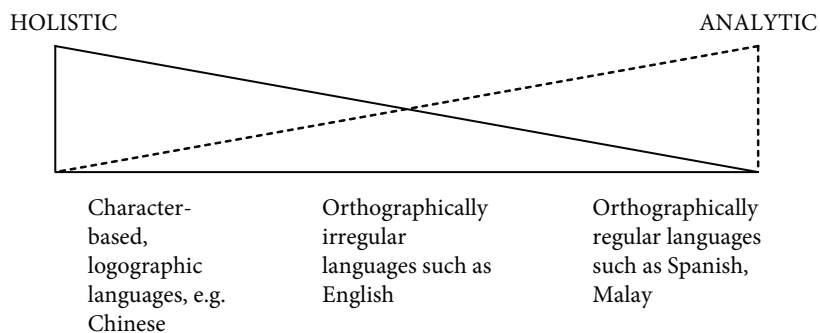 HOLISTIC
ANALYTIC
Character-
based,
logographic
languages, e.g.
Chinese
Orthographically
irregular
languages such as
English
Orthographically
regular languages
such as Spanish,
Malay